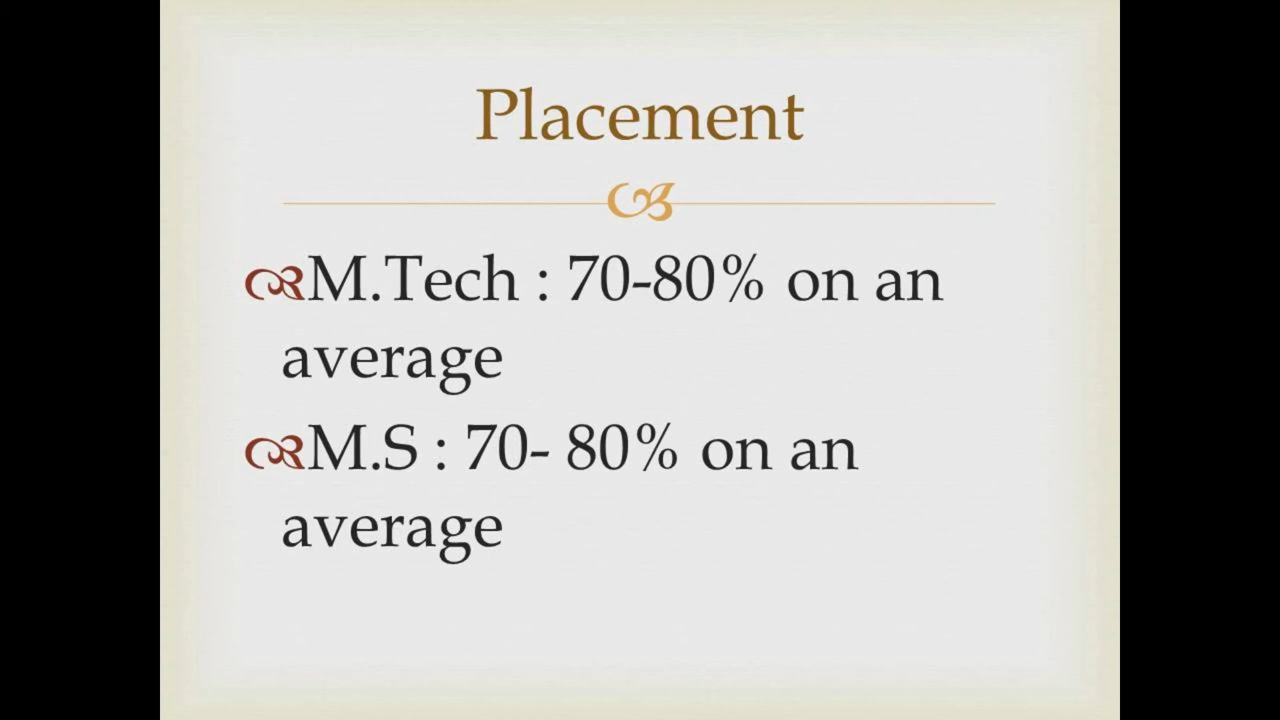 Placement
M.Tech : 70-80% on an
average
M.S : 70- 80% on an
average